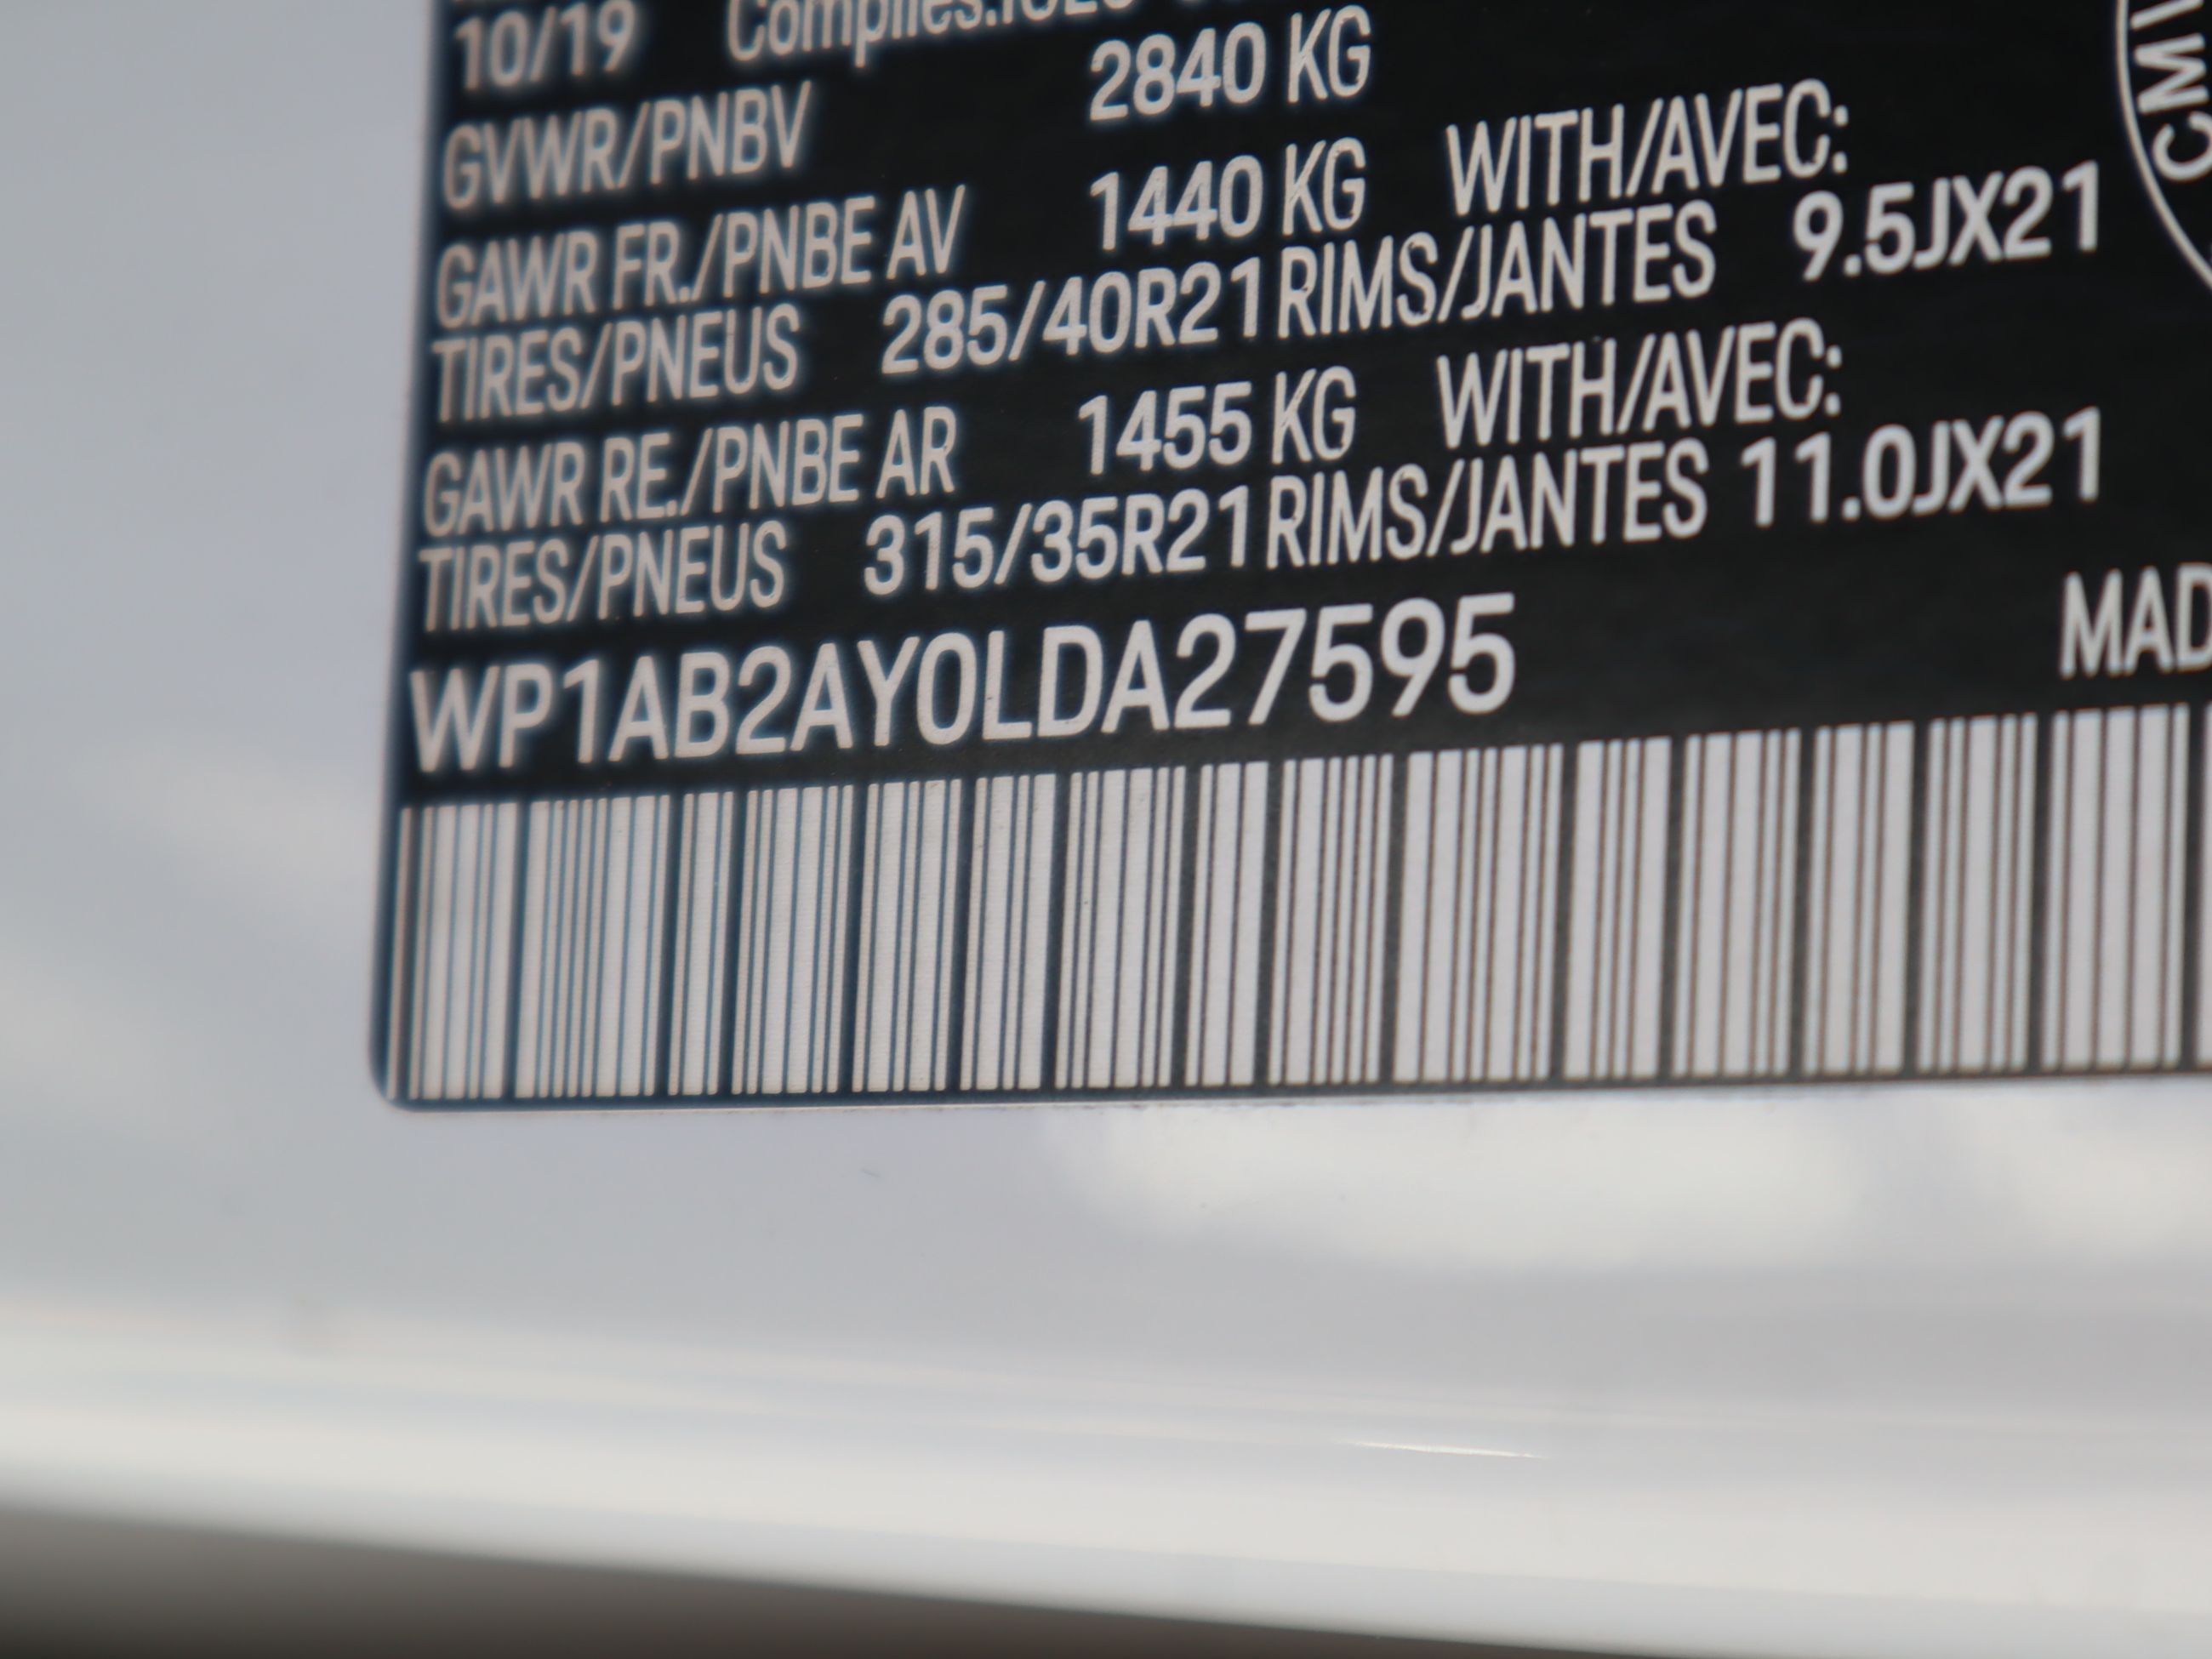 10/19
2840 KG
GVWR/PNBV
GAWR FR./PNBE AV 1440 KG WITH/AVEC:
TIRES/PNEUS 285/40R21 RIMS/JANTES 9.5JX21
GAWR RE./PNBE AR 1455 KG WITH/AVEC:
TIRES/PNEUS 315/35R21 RIMS/JANTES 11.0JX21
WP1AB2AY0LDA27595